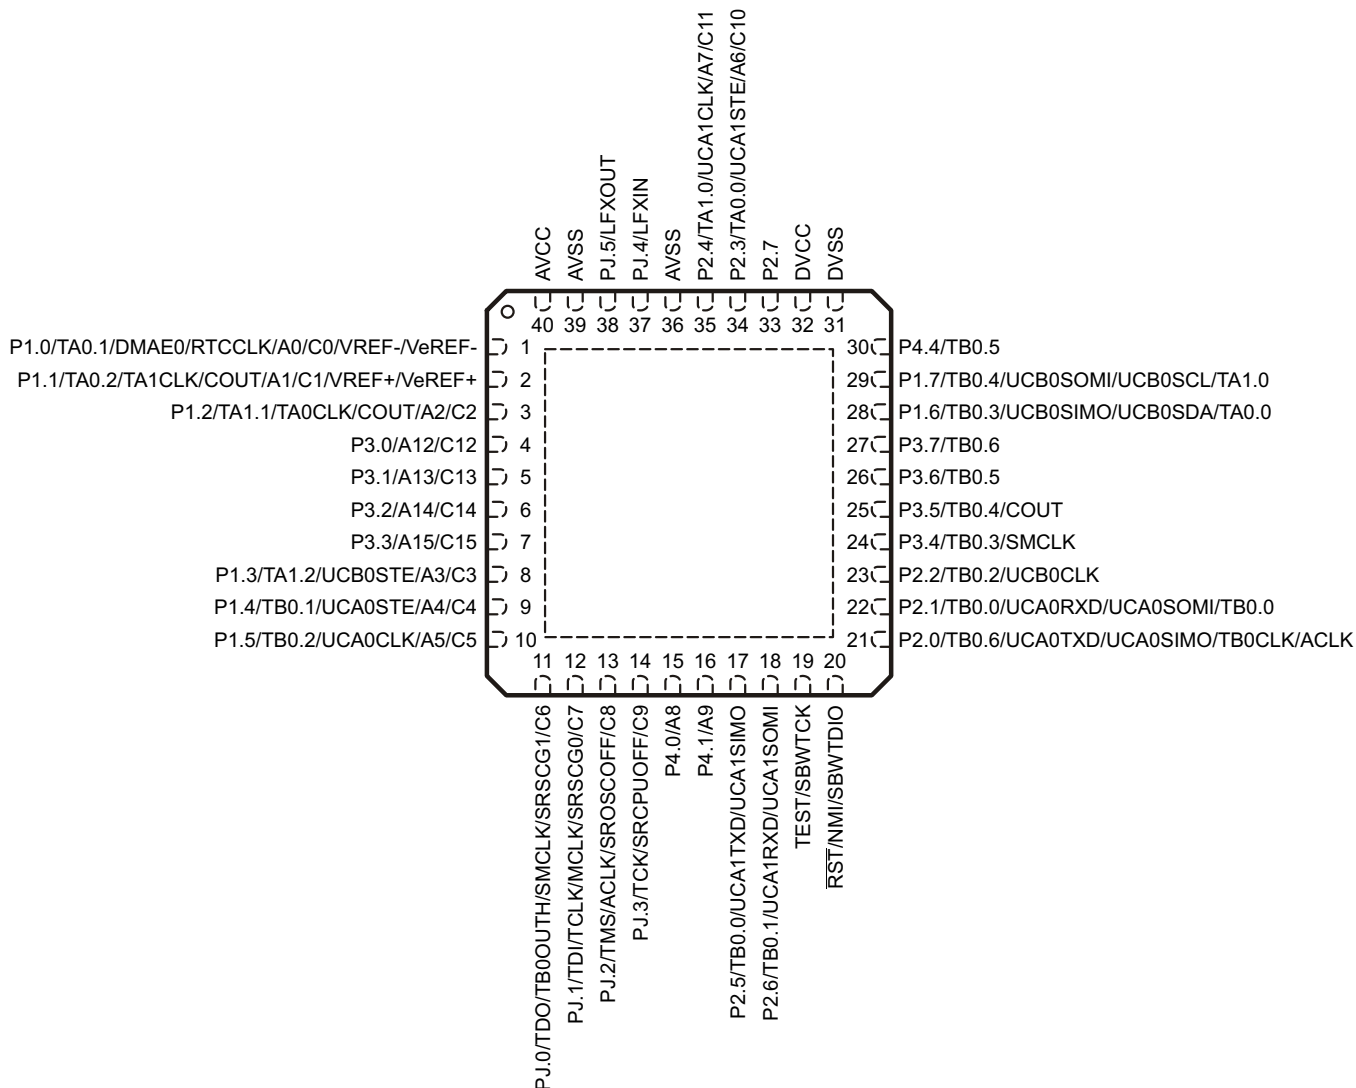 P2.4/TA1.0/UCA1CLK/A7/C11
P2.3/TA0.0/UCA1STE/A6/C10
AVCC
AVSS
PJ.5/LFXOUT
PJ.4/LFXIN
AVSS
P2.7
DVCC
DVSS
40 39 38 37 36 35 34 33 32 31
P1.0/TA0.1/DMAE0/RTCCLK/A0/C0/VREF-/VeREF- 1
P1.1/TA0.2/TA1CLK/COUT/A1/C1/VREF+/VeREF+ 2
P1.2/TA1.1/TA0CLK/COUT/A2/C2 3
P3.0/A12/C12 4
P3.1/A13/C13 5
P3.2/A14/C14 6
P3.3/A15/C15 7
P1.3/TA1.2/UCB0STE/A3/C3 8
P1.4/TB0.1/UCA0STE/A4/C4 9
P1.5/TB0.2/UCA0CLK/A5/C5 10
30 P4.4/TB0.5
29 P1.7/TB0.4/UCB0SOMI/UCB0SCL/TA1.0
28 P1.6/TB0.3/UCB0SIMO/UCB0SDA/TA0.0
27 P3.7/TB0.6
26 P3.6/TB0.5
25 P3.5/TB0.4/COUT
24 P3.4/TB0.3/SMCLK
23 P2.2/TB0.2/UCB0CLK
22 P2.1/TB0.0/UCA0RXD/UCA0SOMI/TB0.0
21 P2.0/TB0.6/UCA0TXD/UCA0SIMO/TB0CLK/ACLK
11 12 13 14 15 16 17 18 19 20
PJ.0/TDO/TB0OUTH/SMCLK/SRSCG1/C6
PJ.1/TDI/TCLK/MCLK/SRSCG0/C7
PJ.2/TMS/ACLK/SROSCOFF/C8
PJ.3/TCK/SRCPUOFF/C9
P4.0/A8
P4.1/A9
P2.5/TB0.0/UCA1TXD/UCA1SIMO
P2.6/TB0.1/UCA1RXD/UCA1SOMI
TEST/SBWTCK
RST/NMI/SBWTDIO